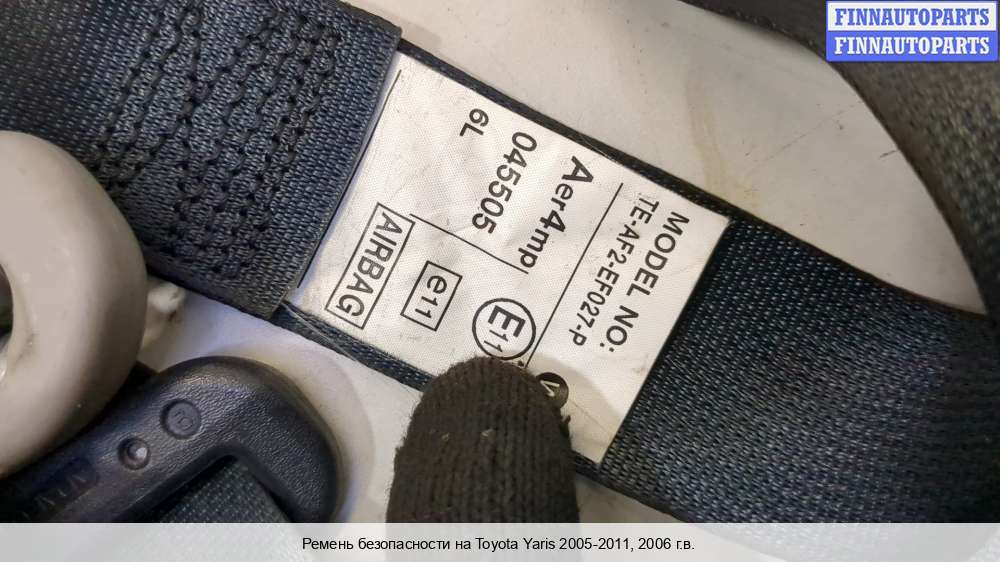 FINNAUTOPARTS
FINNAUTOPARTS
MODEL NO:
TE-AF2-EF027-P
Aer4mp
045505
6L
E11
V
e11
AIRBAG
Ремень безопасности на Toyota Yaris 2005-2011, 2006 г.в.